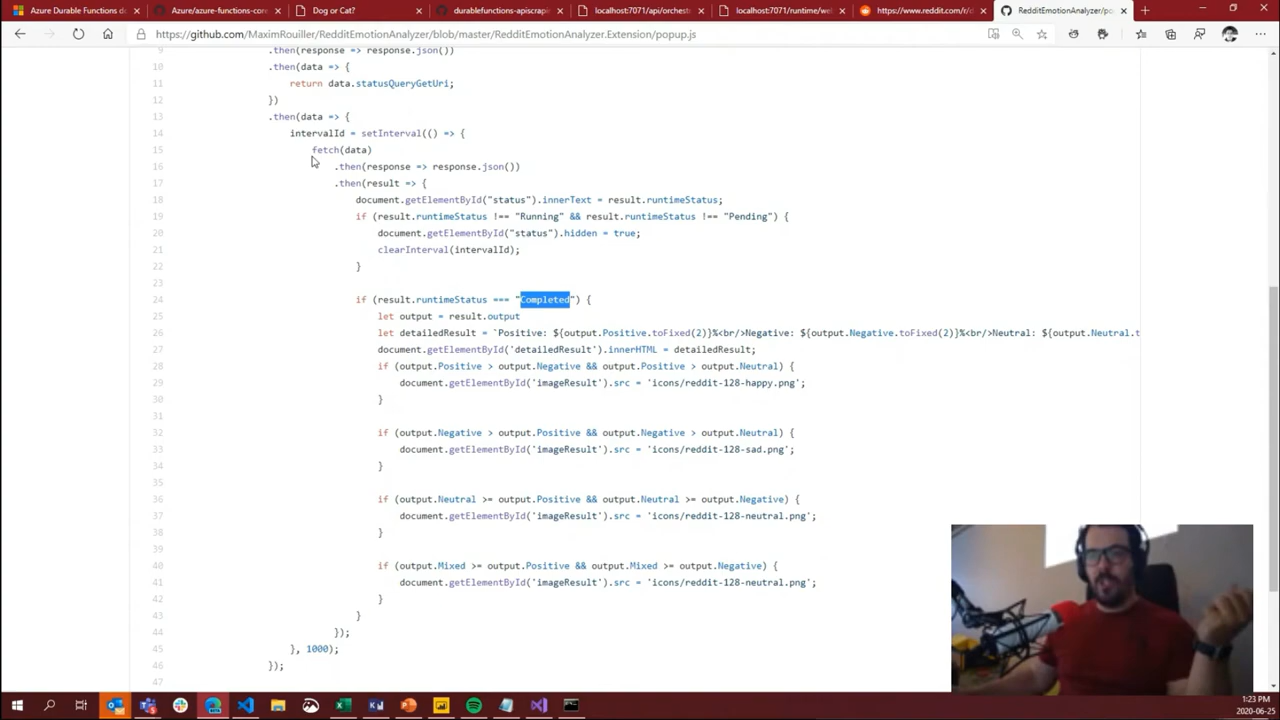 Azure Durable Functions do
Azure/azure-functions-cor
Dog or Cat?
durablefunctions-apiscrapi
localhost:7071/api/orchest
localhost:7071/runtime/we
https://www.reddit.com/r/
RedditEmotionAnalyzer/po
https://github.com/MaximRouiller/RedditEmotionAnalyzer/blob/master/RedditEmotionAnalyzer.Extension/popup.js
9 .then(response => response.json())
10 .then(data => {
11 return data.statusQueryGetUri;
12 })
13 .then(data => {
14 intervalId = setInterval(() => {
15 fetch(data)
16 .then(response => response.json())
17 .then(result => {
18 document.getElementById("status").innerText = result.runtimeStatus;
19 if (result.runtimeStatus !== "Running" && result.runtimeStatus !== "Pending") {
20 document.getElementById("status").hidden = true;
21 clearInterval(intervalId);
22 }
23
24 if (result.runtimeStatus === "Completed") {
25 let output = result.output
26 let detailedResult = `Positive: ${output.Positive.toFixed(2)}%<br/>Negative: ${output.Negative.toFixed(2)}%<br/>Neutral: ${output.Neutral.t
27 document.getElementById('detailedResult').innerHTML = detailedResult;
28 if (output.Positive > output.Negative && output.Positive > output.Neutral) {
29 document.getElementById('imageResult').src = 'icons/reddit-128-happy.png';
30 }
31
32 if (output.Negative > output.Positive && output.Negative > output.Neutral) {
33 document.getElementById('imageResult').src = 'icons/reddit-128-sad.png';
34 }
35
36 if (output.Neutral >= output.Positive && output.Neutral >= output.Negative) {
37 document.getElementById('imageResult').src = 'icons/reddit-128-neutral.png';
38 }
39
40 if (output.Mixed >= output.Positive && output.Mixed >= output.Negative) {
41 document.getElementById('imageResult').src = 'icons/reddit-128-neutral.png';
42 }
43 }
44 });
45 }, 1000);
46 });
47
1:23 PM
2020-06-25